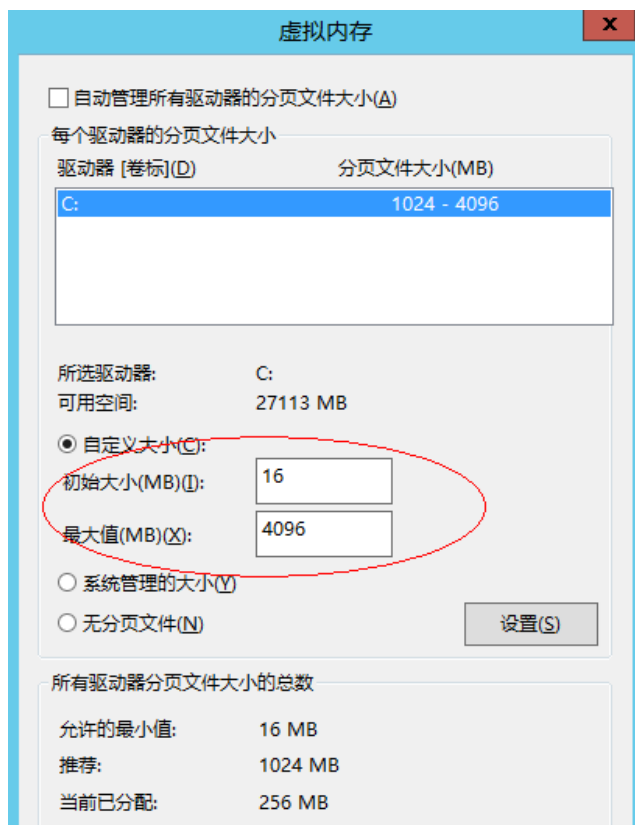 虚拟内存
x
自动管理所有驱动器的分页文件大小(A)
每个驱动器的分页文件大小
驱动器 [卷标](D) 分页文件大小(MB)
C: 1024 - 4096
所选驱动器: C:
可用空间: 27113 MB
自定义大小(C):
初始大小(MB)(I): 16
最大值(MB)(X): 4096
系统管理的大小(Y)
无分页文件(N) 设置(S)
所有驱动器分页文件大小的总数
允许的最小值: 16 MB
推荐: 1024 MB
当前已分配: 256 MB